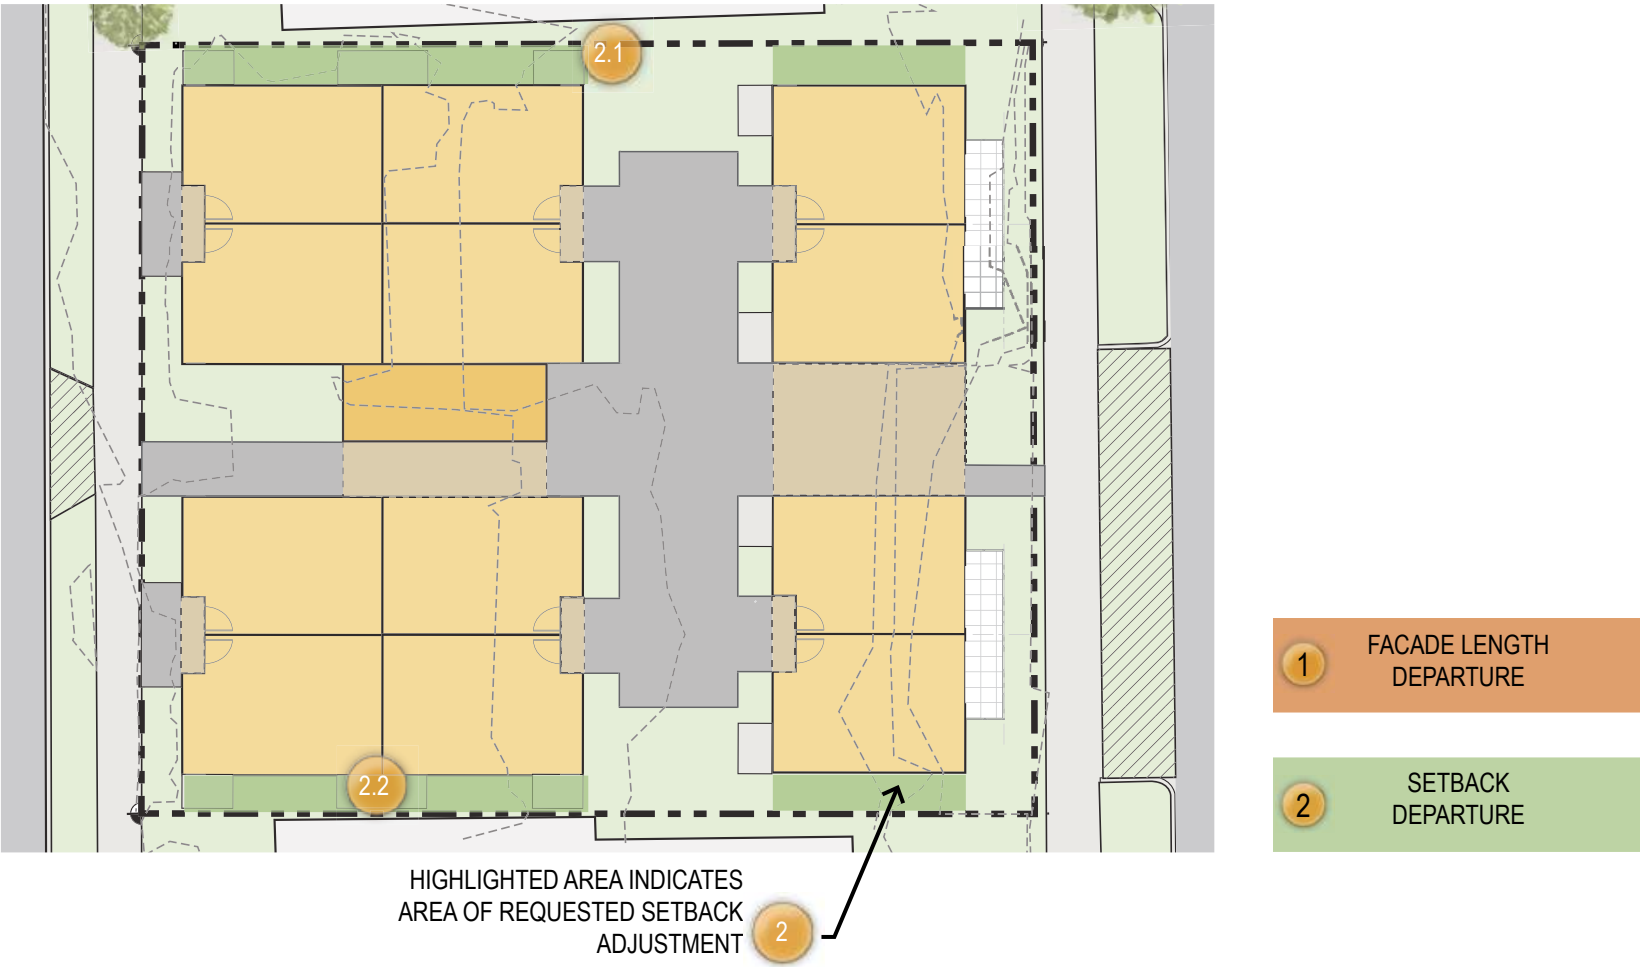 2.1
2.2
1
FACADE LENGTH
DEPARTURE
2
SETBACK
DEPARTURE
HIGHLIGHTED AREA INDICATES
AREA OF REQUESTED SETBACK
ADJUSTMENT
2